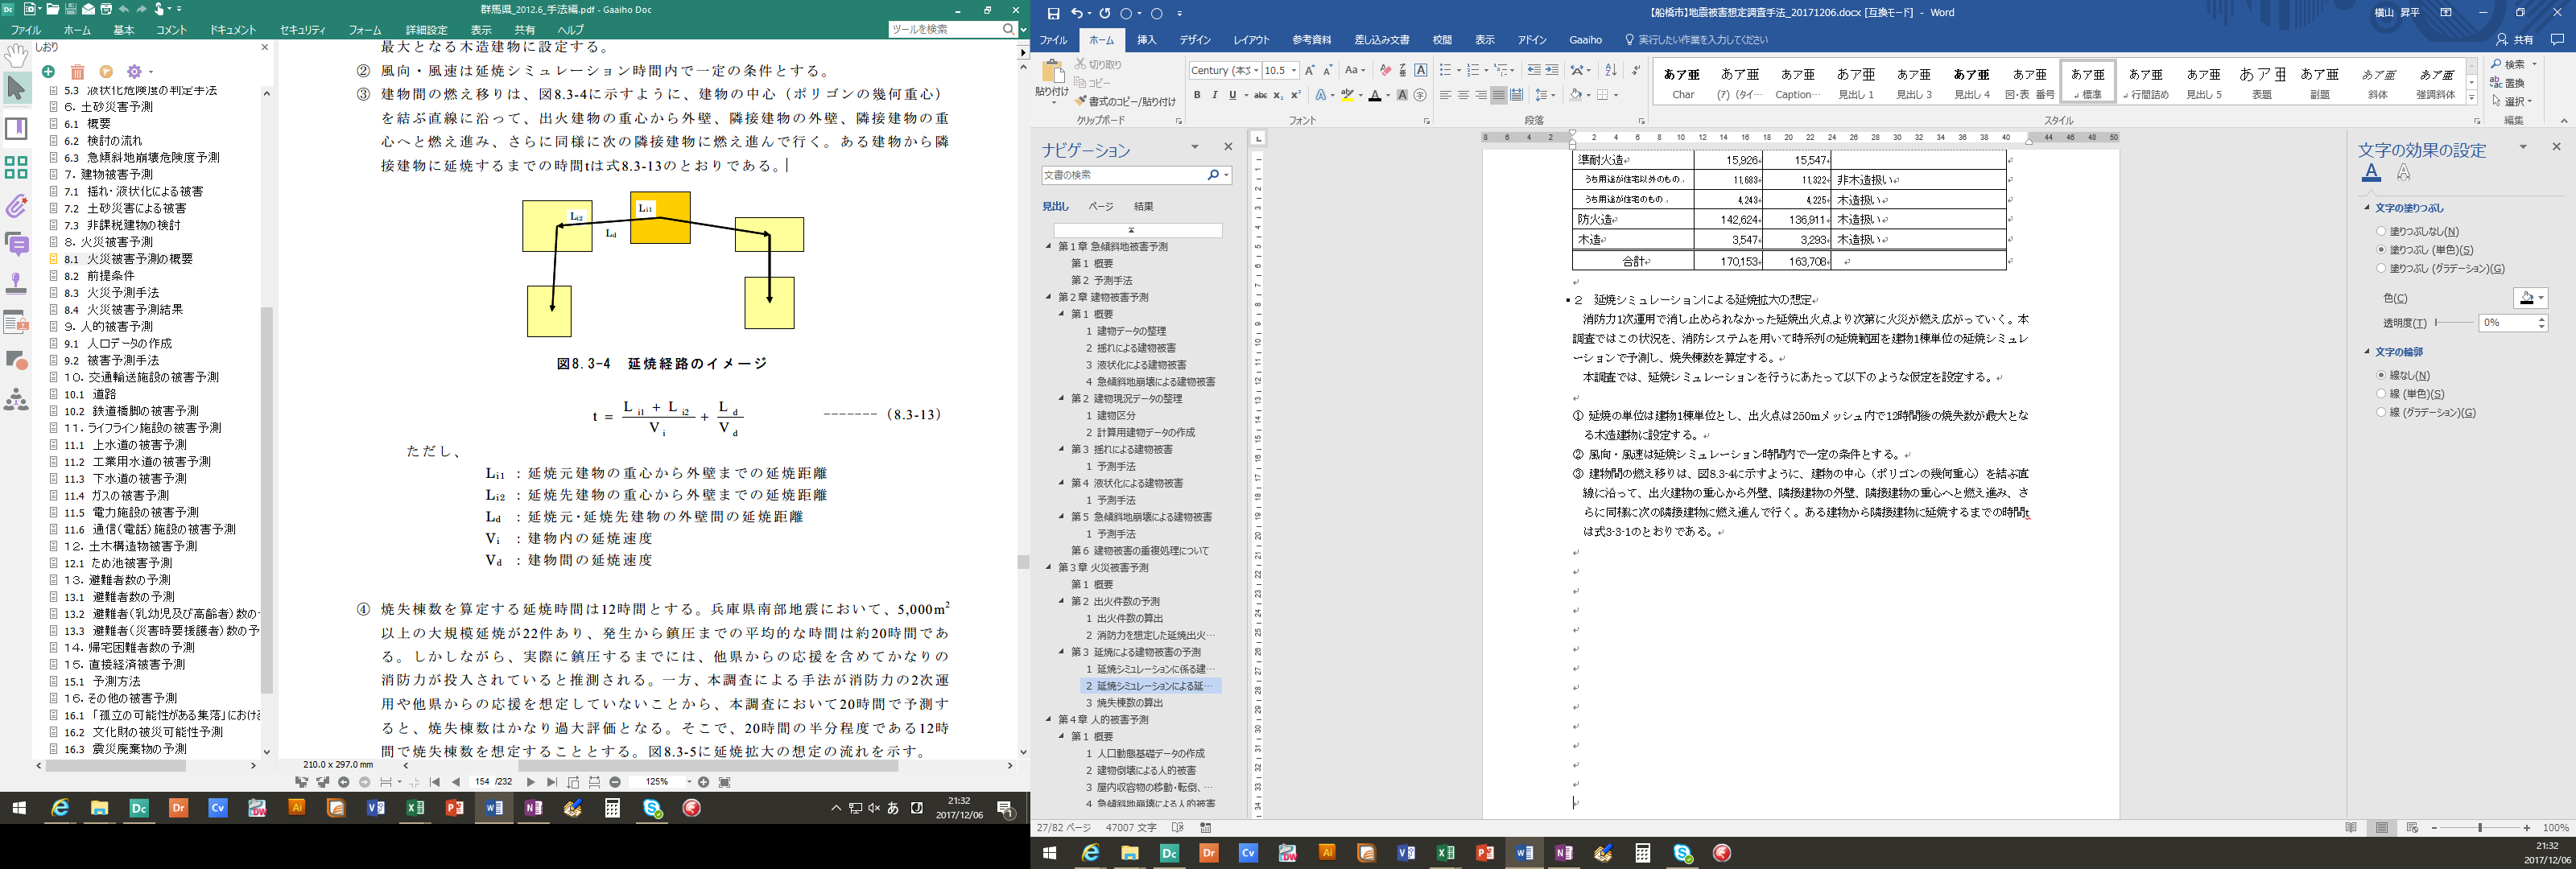 群馬県_2012.6_手法編.pdf - Gaaiho Doc
ファイル ホーム 基本 コメント ドキュメント セキュリティ フォーム 詳細設定 表示 共有 ヘルプ
ツールを検索
しおり
5.3 液状化危険度の判定手法
6. 土砂災害予測
6.1 概要
6.2 検討の流れ
6.3 急傾斜地崩壊危険度予測
7. 建物被害予測
7.1 揺れ・液状化による被害
7.2 土砂災害による被害
7.3 非課税建物の検討
8. 火災被害予測
8.1 火災被害予測の概要
8.2 前提条件
8.3 火災予測手法
8.4 火災被害予測結果
9. 人的被害予測
9.1 人口データの作成
9.2 被害予測手法
10. 交通輸送施設の被害予測
10.1 道路
10.2 鉄道橋脚の被害予測
11. ライフライン施設の被害予測
11.1 上水道の被害予測
11.2 工業用水道の被害予測
11.3 下水道の被害予測
11.4 ガスの被害予測
11.5 電力施設の被害予測
11.6 通信(電話)施設の被害予測
12. 土木構造物被害予測
12.1 ため池被害予測
13. 避難者数の予測
13.1 避難者数の予測
13.2 避難者(乳幼児及び高齢者)数の
13.3 避難者(災害時要援護者)数の予
14. 帰宅困難者数の予測
15. 直接経済被害予測
15.1 予測方法
16. その他の被害予測
16.1 「孤立の可能性がある集落」におけ
16.2 文化財の被災可能性予測
16.3 震災廃棄物の予測
最大となる木造建物に設定する。
② 風向・風速は延焼シミュレーション時間内で一定の条件とする。
③ 建物間の燃え移りは、図8.3-4に示すように、建物の中心（ポリゴンの幾何重心）
を結ぶ直線に沿って、出火建物の重心から外壁、隣接建物の外壁、隣接建物の重
心へと燃え進み、さらに同様に次の隣接建物に燃え進んで行く。ある建物から隣
接建物に延焼するまでの時間tは式8.3-13のとおりである。
Li2 Li1
Ld
図8.3-4 延焼経路のイメージ
t = (L i1 + L i2) / V i + L d / V d -------（8.3-13）
ただし、
Li1 ：延焼元建物の重心から外壁までの延焼距離
Li2 ：延焼先建物の重心から外壁までの延焼距離
Ld ：延焼元・延焼先建物の外壁間の延焼距離
Vi ：建物内の延焼速度
Vd ：建物間の延焼速度
④ 焼失棟数を算定する延焼時間は12時間とする。兵庫県南部地震において、5,000m2
以上の大規模延焼が22件あり、発生から鎮圧までの平均的な時間は約20時間であ
る。しかしながら、実際に鎮圧するまでには、他県からの応援を含めてかなりの
消防力が投入されていると推測される。一方、本調査による手法が消防力の2次運
用や他県からの応援を想定していないことから、本調査において20時間で予測す
ると、焼失棟数はかなり過大評価となる。そこで、20時間の半分程度である12時
間で焼失棟数を想定することとする。図8.3-5に延焼拡大の想定の流れを示す。
210.0 x 297.0 mm
154 /232
125%
21:32
2017/12/06
【船橋市】地震被害想定調査手法_20171206.docx [互換モード] - Word
横山 昇平
ファイル ホーム 挿入 デザイン レイアウト 参考資料 差し込み文書 校閲 表示 アドイン Gaaiho 実行したい作業を入力してください
共有
貼り付け
切り取り
コピー
書式のコピー/貼り付け
クリップボード
Century (本文 10.5
フォント
段落
あア亜 あア亜 あア亜 あア亜 あア亜 あア亜 あア亜 あア亜 あア亜 あア亜 あア亜 あア亜 あア亜 あア亜
Char (7) (タイ… Caption… 見出し 1 見出し 3 見出し 4 図・表 番号 標準 行間詰め 見出し 5 表題 副題 斜体 強調斜体
スタイル
検索
置換
選択
編集
ナビゲーション
文書の検索
見出し ページ 結果
第1章 急傾斜地被害予測
第1 概要
第2 予測手法
第2章 建物被害予測
第1 概要
1 建物データの整理
2 揺れによる建物被害
3 液状化による建物被害
4 急傾斜地崩壊による建物被害
第2 建物現況データの整理
1 建物区分
2 計算用建物データの作成
第3 揺れによる建物被害
1 予測手法
第4 液状化による建物被害
1 予測手法
第5 急傾斜地崩壊による建物被害
1 予測手法
第6 建物被害の重複処理について
第3章 火災被害予測
第1 概要
第2 出火件数の予測
1 出火件数の算出
2 消防力を想定した延焼出火…
第3 延焼による建物被害の予測
1 延焼シミュレーションに係る建…
2 延焼シミュレーションによる延…
3 焼失棟数の算出
第4章 人的被害予測
第1 概要
1 人口動態基礎データの作成
2 建物倒壊による人的被害
3 屋内収容物の移動・転倒、…
4 急傾斜地崩壊による人的被害
準耐火造 15,926 15,547
うち用途が住宅以外のもの 11,683 11,322 非木造扱い
うち用途が住宅のもの 4,243 4,225 木造扱い
防火造 142,624 136,911 木造扱い
木造 3,547 3,293 木造扱い
合計 170,153 163,708
2 延焼シミュレーションによる延焼拡大の想定
消防力1次運用で消し止められなかった延焼出火点より次第に火災が燃え広がっていく。本
調査ではこの状況を、消防システムを用いて時系列の延焼範囲を建物1棟単位の延焼シミュレ
ーションで予測し、焼失棟数を算定する。
本調査では、延焼シミュレーションを行うにあたって以下のような仮定を設定する。
① 延焼の単位は建物1棟単位とし、出火点は250mメッシュ内で12時間後の焼失数が最大とな
る木造建物に設定する。
② 風向・風速は延焼シミュレーション時間内で一定の条件とする。
③ 建物間の燃え移りは、図8.3-4に示すように、建物の中心（ポリゴンの幾何重心）を結ぶ直
線に沿って、出火建物の重心から外壁、隣接建物の外壁、隣接建物の重心へと燃え進み、さ
らに同様に次の隣接建物に燃え進んで行く。ある建物から隣接建物に延焼するまでの時間t
は式3-3-1のとおりである。
文字の効果の設定
文字の塗りつぶし
塗りつぶしなし(N)
塗りつぶし (単色)(S)
塗りつぶし (グラデーション)(G)
色(C)
透明度(T) 0%
文字の輪郭
線なし(N)
線 (単色)(S)
線 (グラデーション)(G)
27/82 ページ 47007 文字
100%
21:32
2017/12/06